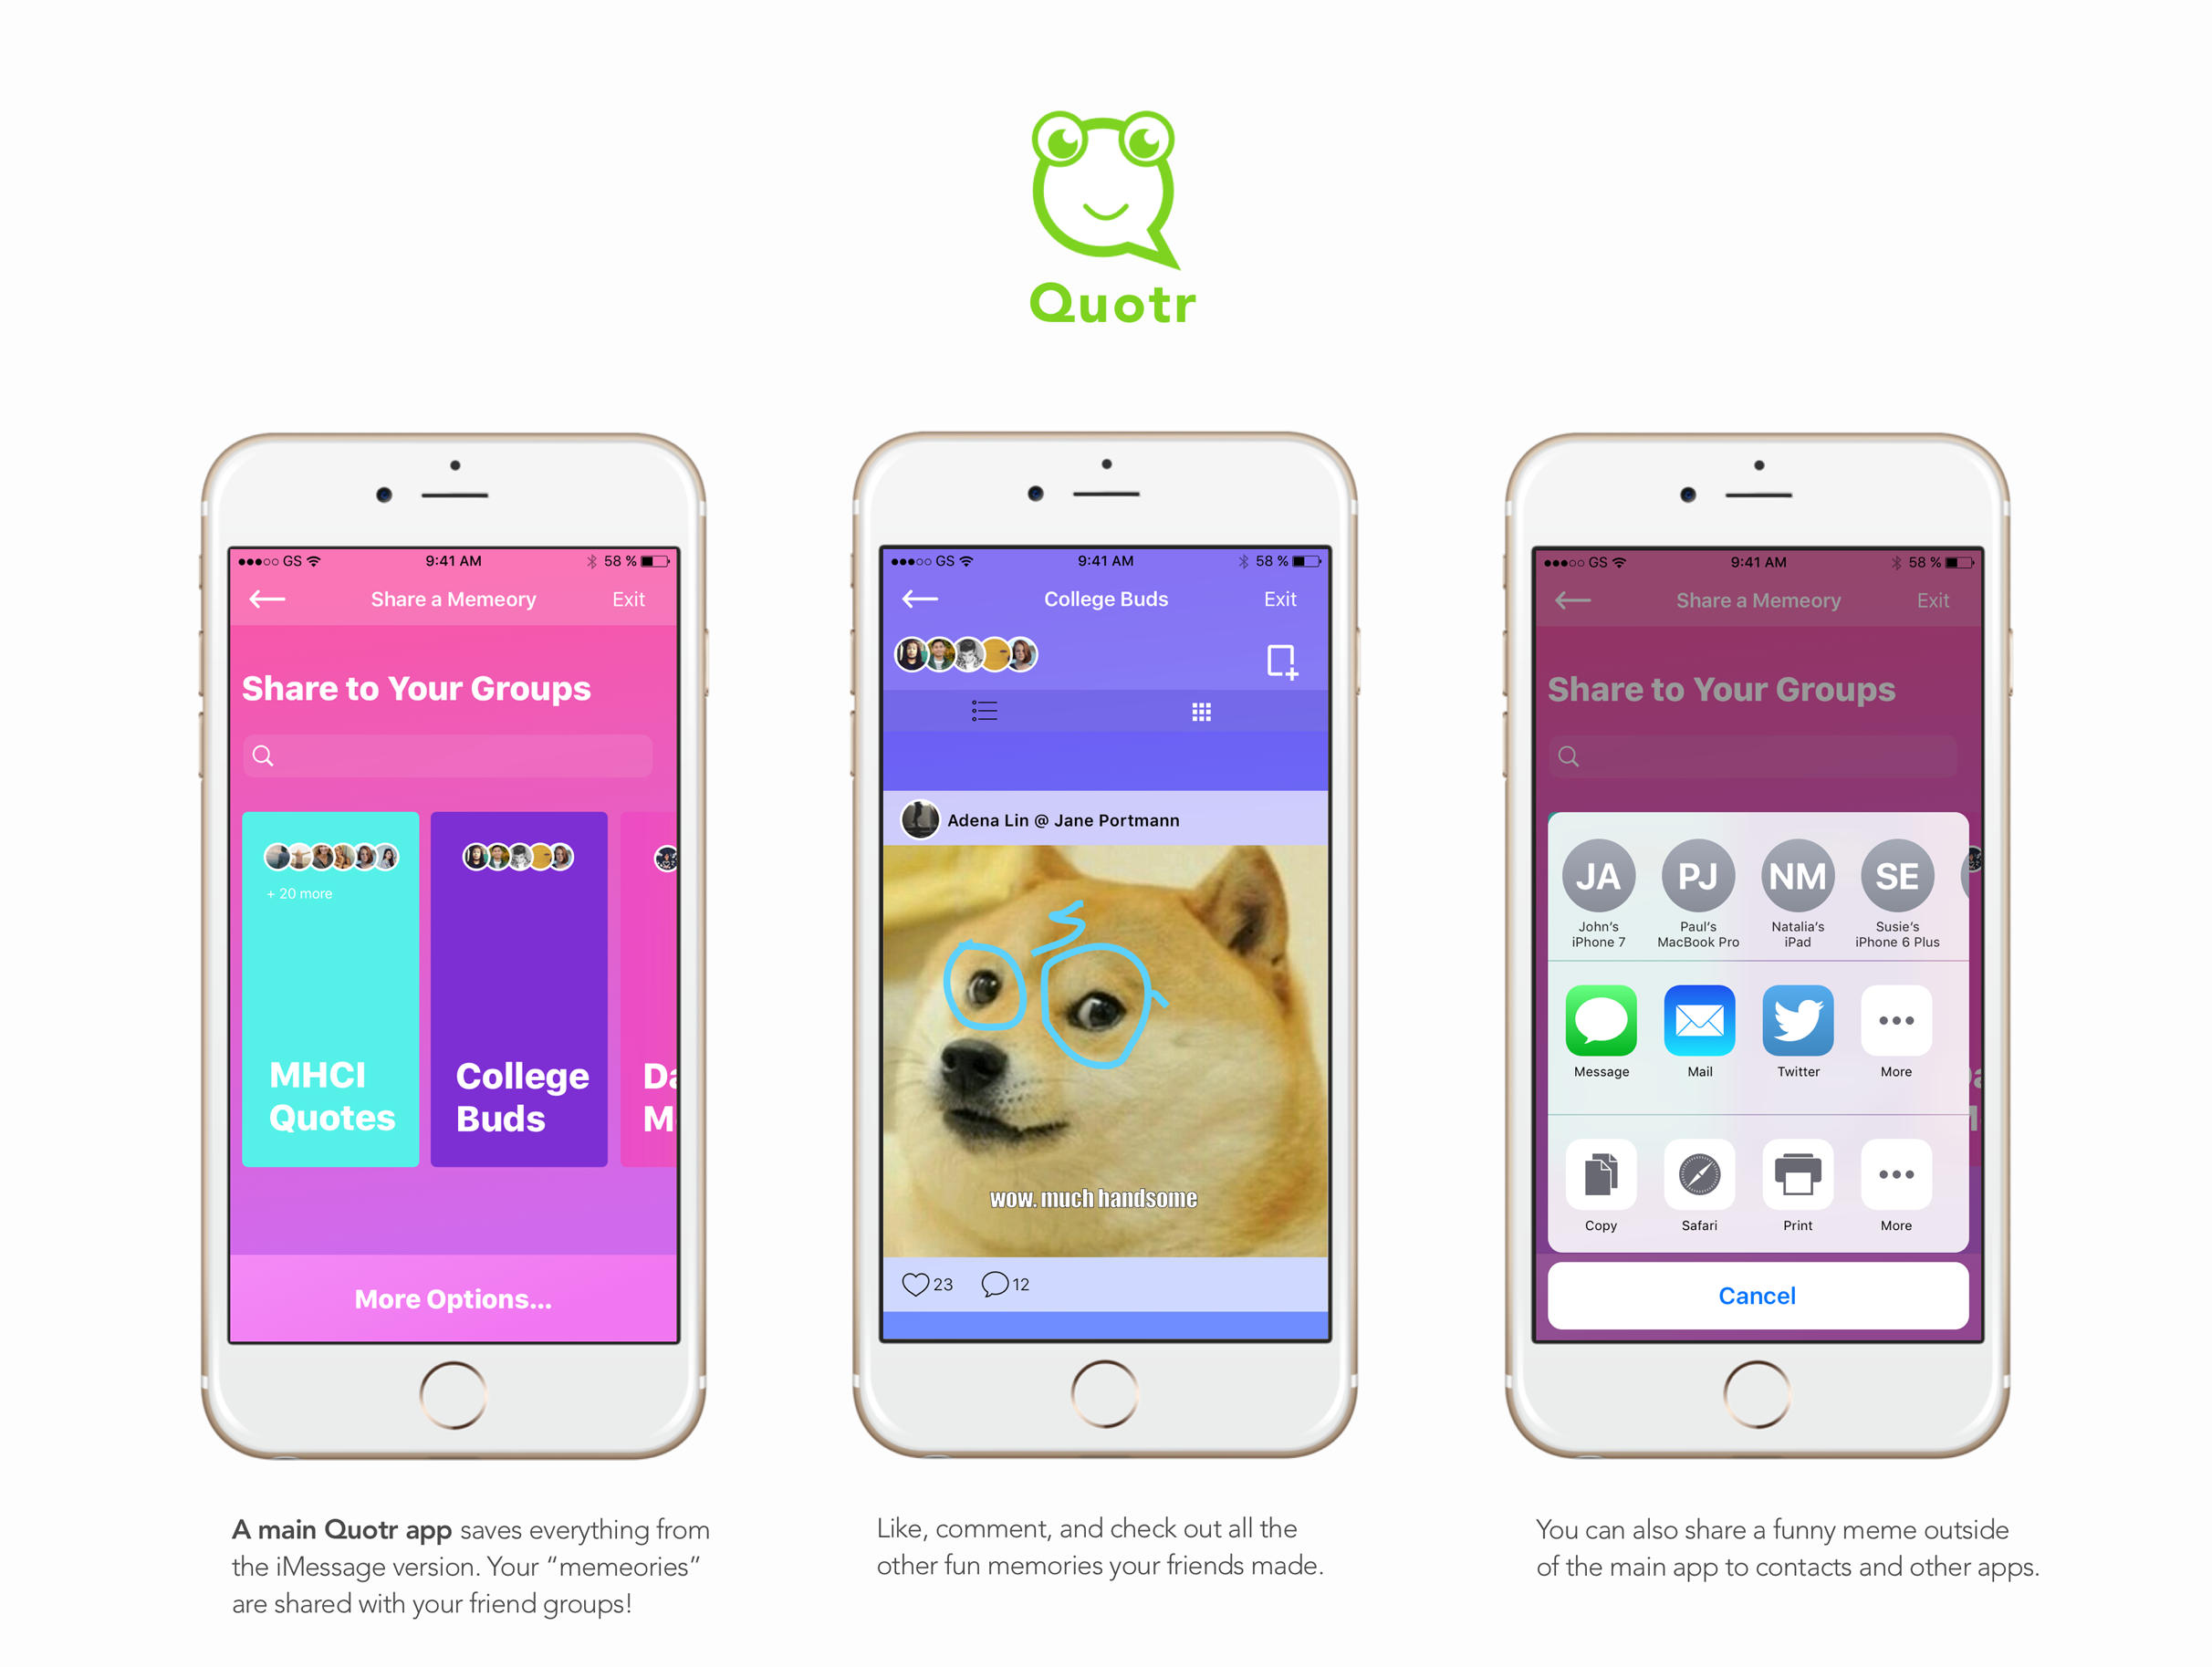 Quotr
GS
9:41 AM
58 %
Share a Memeory
Exit
Share to Your Groups
+ 20 more
MHCI
Quotes
College
Buds
Da
M
More Options...
GS
9:41 AM
58 %
College Buds
Exit
Adena Lin @ Jane Portmann
wow. much handsome
23
12
GS
9:41 AM
58 %
Share a Memeory
Exit
Share to Your Groups
JA
PJ
NM
SE
John's
iPhone 7
Paul's
MacBook Pro
Natalia's
iPad
Susie's
iPhone 6 Plus
Message
Mail
Twitter
More
Copy
Safari
Print
More
Cancel
A main Quotr app saves everything from
the iMessage version. Your “memeories”
are shared with your friend groups!
Like, comment, and check out all the
other fun memories your friends made.
You can also share a funny meme outside
of the main app to contacts and other apps.